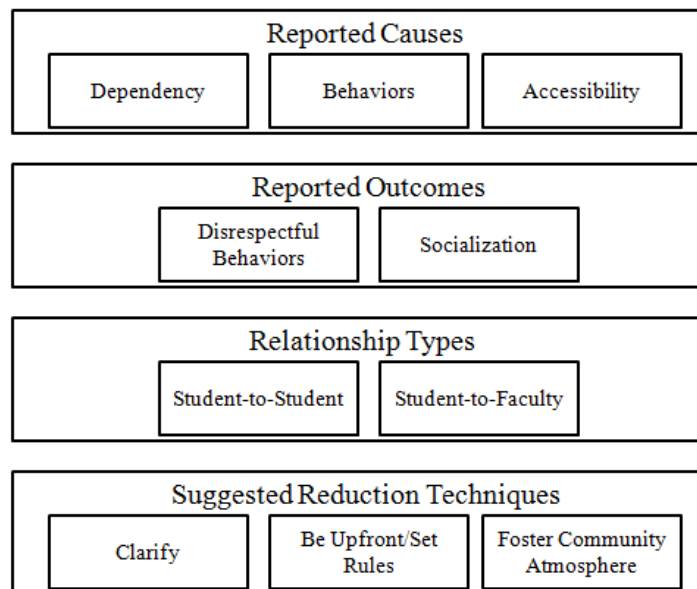 Reported Causes
Dependency
Behaviors
Accessibility
Reported Outcomes
Disrespectful
Behaviors
Socialization
Relationship Types
Student-to-Student
Student-to-Faculty
Suggested Reduction Techniques
Clarify
Be Upfront/Set
Rules
Foster Community
Atmosphere